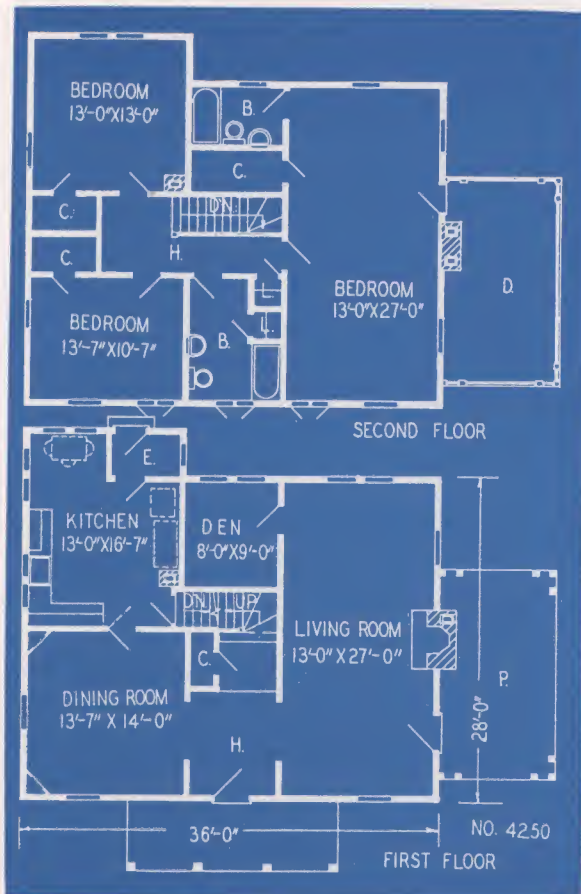 BEDROOM
13'-0"X13'-0"
B.
C.
C.
DN.
H.
C.
BEDROOM
13'-7"X10'-7"
B.
L.
L.
BEDROOM
13'-0"X27'-0"
D.
SECOND FLOOR
E.
KITCHEN
13'-0"X16'-7"
DEN
8'-0"X9'-0"
DN.
UP
C.
LIVING ROOM
13'-0"X27'-0"
P.
DINING ROOM
13'-7" X 14'-0"
H.
28'-0"
36'-0"
NO. 4250
FIRST FLOOR